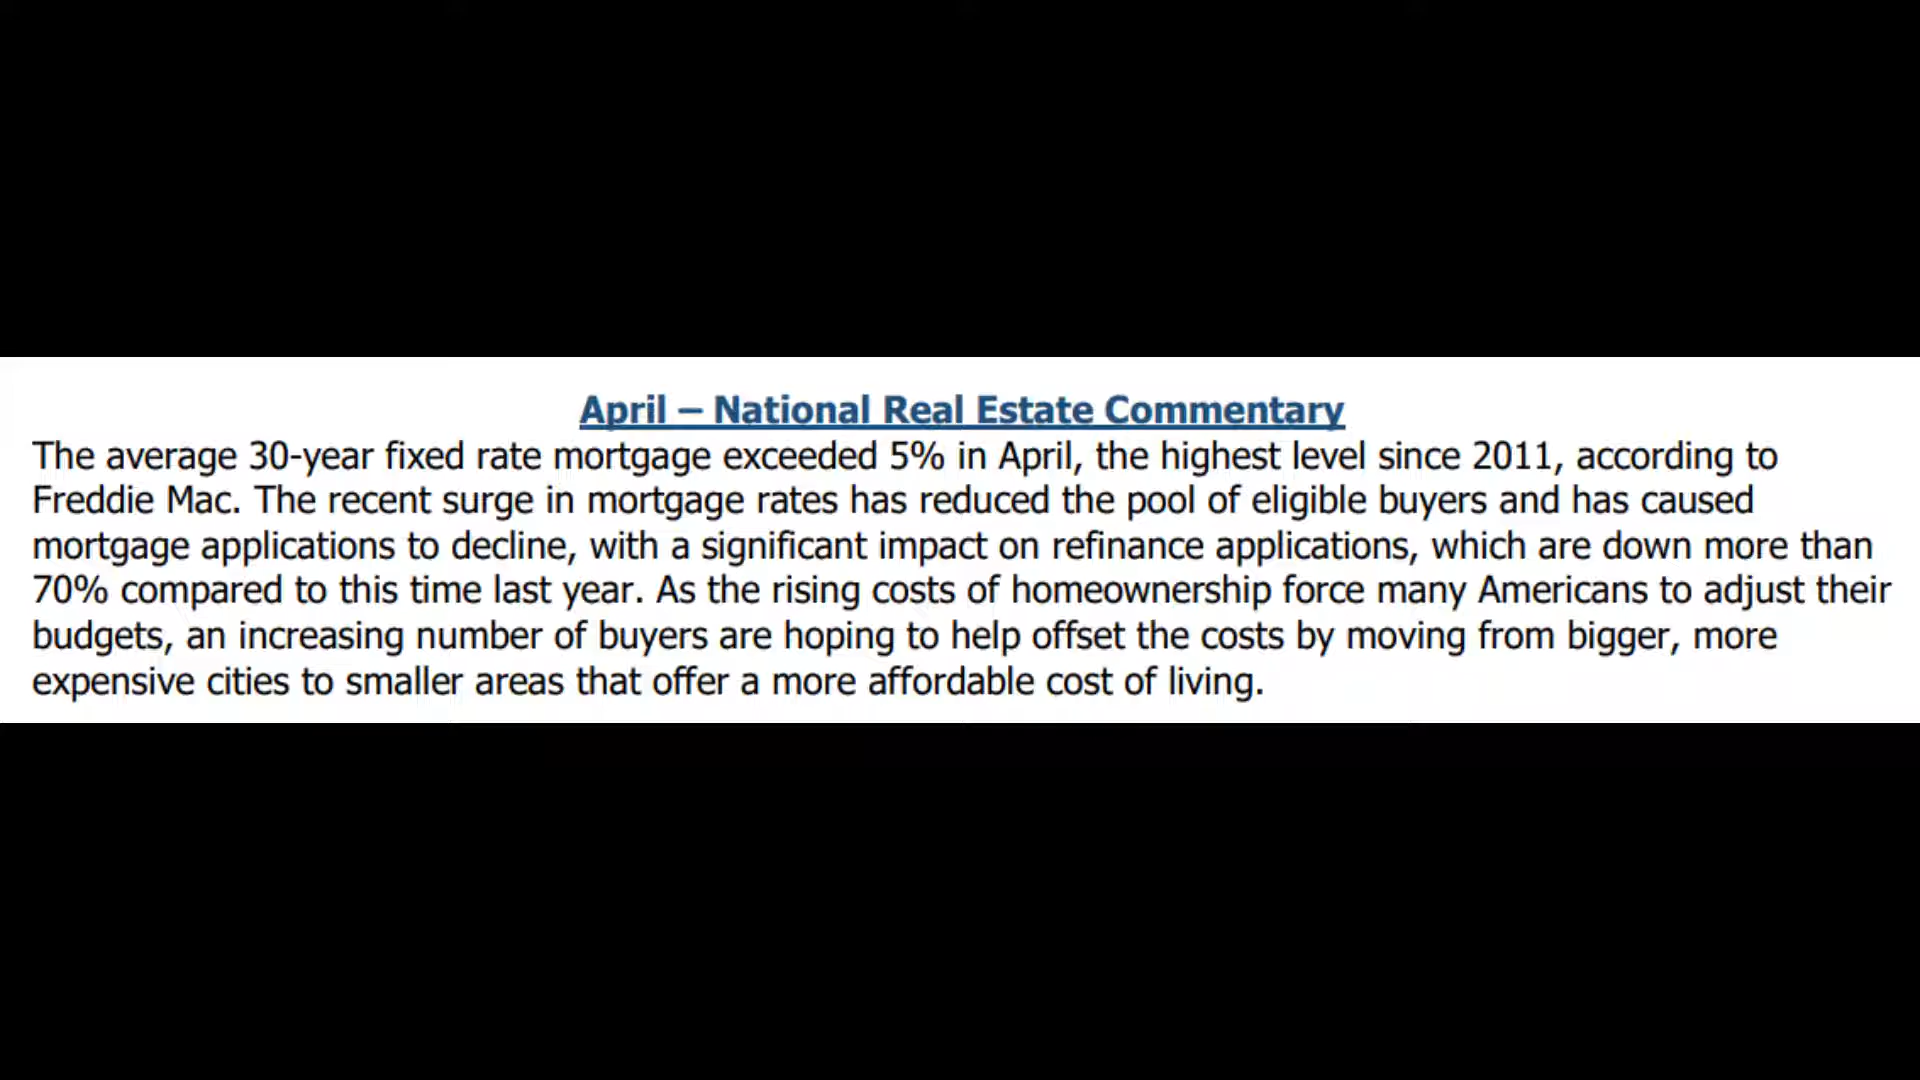 April – National Real Estate Commentary
The average 30-year fixed rate mortgage exceeded 5% in April, the highest level since 2011, according to
Freddie Mac. The recent surge in mortgage rates has reduced the pool of eligible buyers and has caused
mortgage applications to decline, with a significant impact on refinance applications, which are down more than
70% compared to this time last year. As the rising costs of homeownership force many Americans to adjust their
budgets, an increasing number of buyers are hoping to help offset the costs by moving from bigger, more
expensive cities to smaller areas that offer a more affordable cost of living.